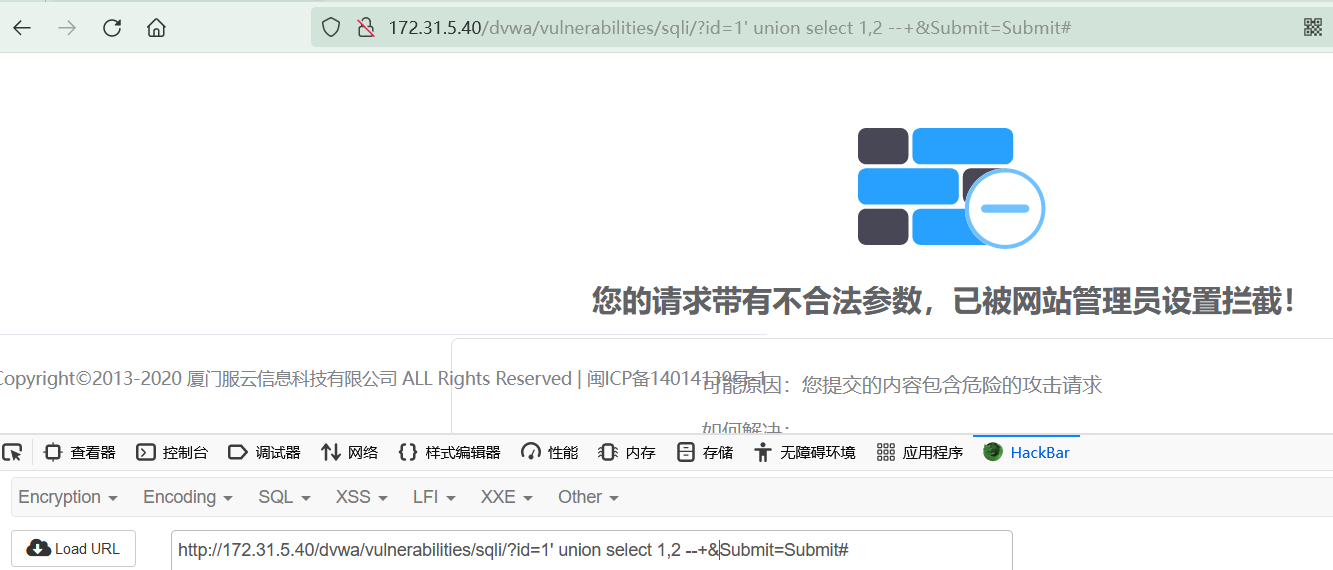 172.31.5.40/dvwa/vulnerabilities/sqli/?id=1' union select 1,2 --+&Submit=Submit#
您的请求带有不合法参数，已被网站管理员设置拦截！
Copyright©2013-2020 厦门服云信息科技有限公司 ALL Rights Reserved | 闽ICP备14014139号-1
可能原因：您提交的内容包含危险的攻击请求
如何解决：
查看器 控制台 调试器 网络 样式编辑器 性能 内存 存储 无障碍环境 应用程序 HackBar
Encryption Encoding SQL XSS LFI XXE Other
Load URL http://172.31.5.40/dvwa/vulnerabilities/sqli/?id=1' union select 1,2 --+&Submit=Submit#